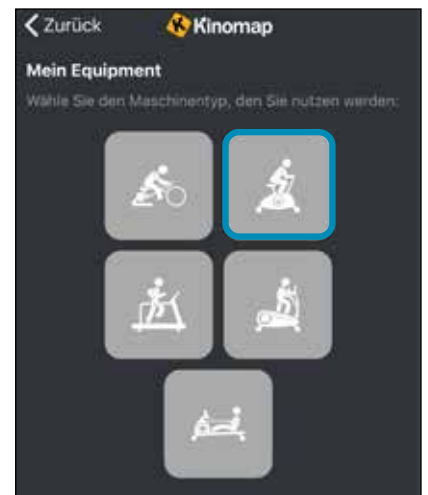 Zurück
Kinomap
Mein Equipment
Wähle Sie den Maschinentyp, den Sie nutzen werden: